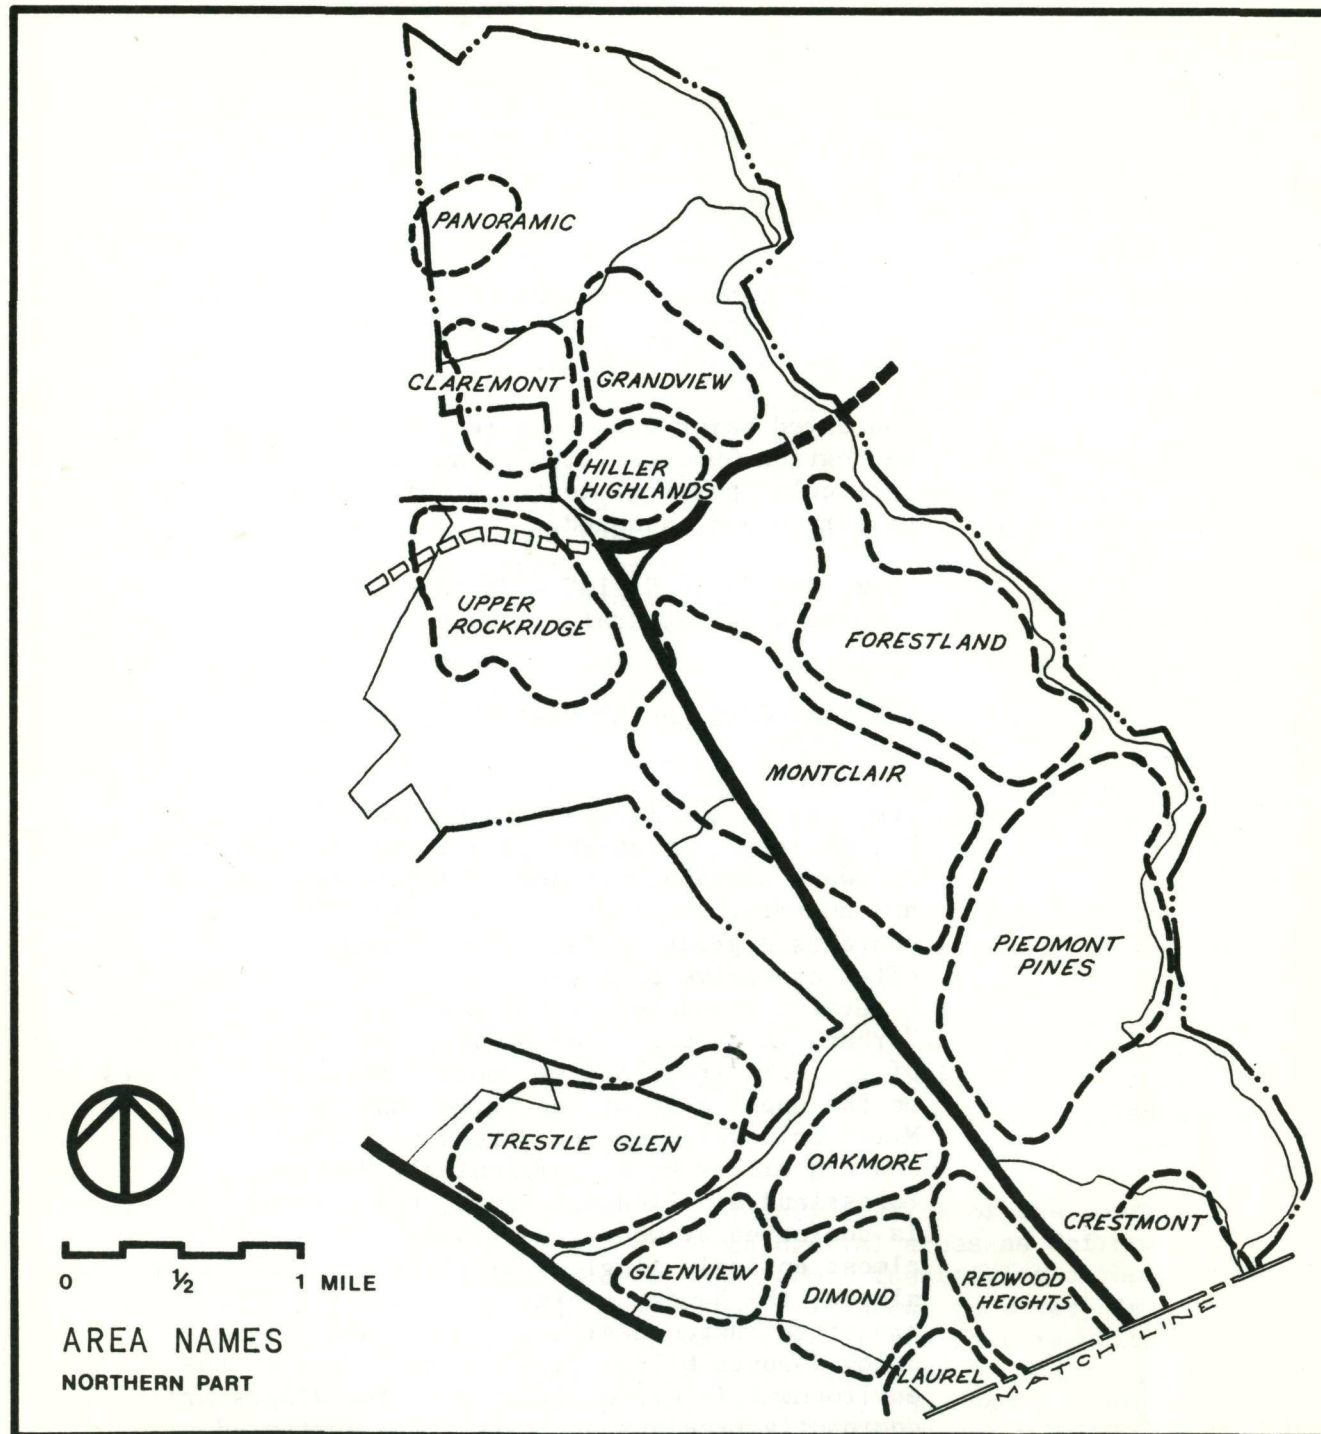 PANORAMIC
CLAREMONT
GRANDVIEW
HILLER
HIGHLANDS
UPPER
ROCKRIDGE
FORESTLAND
MONTCLAIR
PIEDMONT
PINES
TRESTLE GLEN
OAKMORE
CRESTMONT
GLENVIEW
DIMOND
REDWOOD
HEIGHTS
LAUREL
MATCH LINE
0 ½ 1 MILE
AREA NAMES
NORTHERN PART